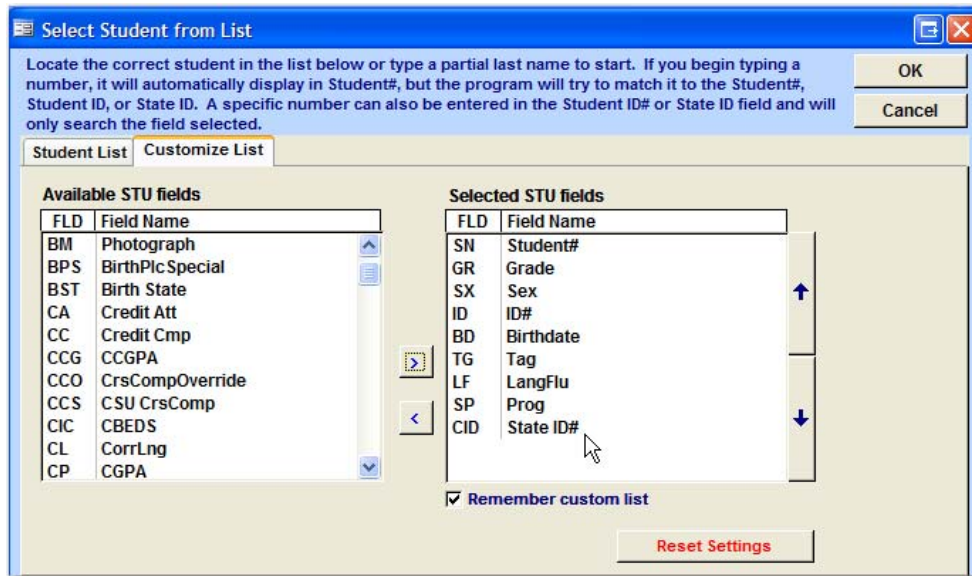 Select Student from List
Locate the correct student in the list below or type a partial last name to start. If you begin typing a
number, it will automatically display in Student#, but the program will try to match it to the Student#,
Student ID, or State ID. A specific number can also be entered in the Student ID# or State ID field and will
only search the field selected.
OK
Cancel
Student List Customize List
Available STU fields
FLD Field Name
BM Photograph
BPS BirthPlcSpecial
BST Birth State
CA Credit Att
CC Credit Cmp
CCG CCGPA
CCO CrsCompOverride
CCS CSU CrsComp
CIC CBEDS
CL CorrLng
CP CGPA
>
<
Selected STU fields
FLD Field Name
SN Student#
GR Grade
SX Sex
ID ID#
BD Birthdate
TG Tag
LF LangFlu
SP Prog
CID State ID#
Remember custom list
Reset Settings